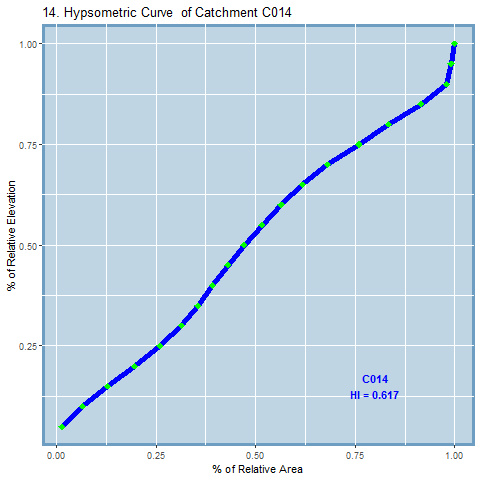 14. Hypsometric Curve  of Catchment C014
% of Relative Elevation
1.00
0.75
0.50
0.25
C014
HI = 0.617
0.00 0.25 0.50 0.75 1.00
% of Relative Area